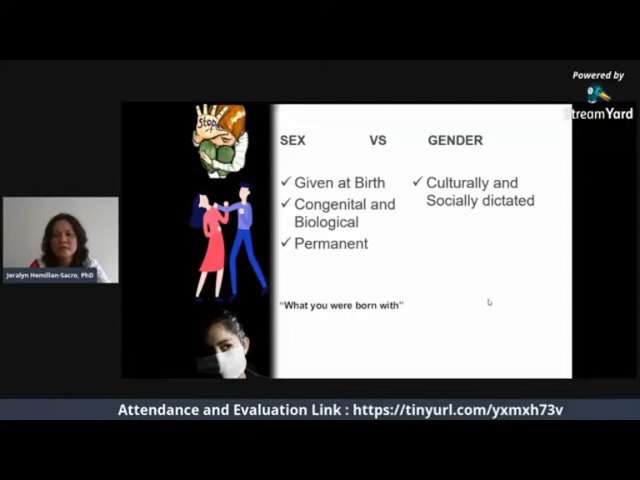 Powered by
StreamYard
Stop!
SEX VS GENDER
✓ Given at Birth
✓ Congenital and
Biological
✓ Permanent
✓ Culturally and
Socially dictated
"What you were born with"
Jeralyn Hemillan-Sacro, PhD
Attendance and Evaluation Link : https://tinyurl.com/yxmxh73v